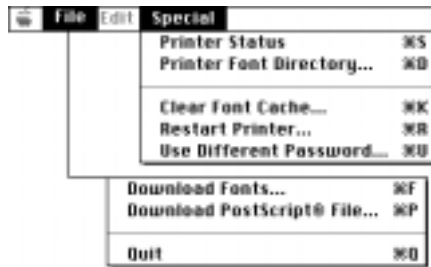 File Edit Special
Printer Status ⌘S
Printer Font Directory... ⌘D
Clear Font Cache... ⌘K
Restart Printer... ⌘R
Use Different Password... ⌘U
Download Fonts... ⌘F
Download PostScript® File... ⌘P
Quit ⌘Q